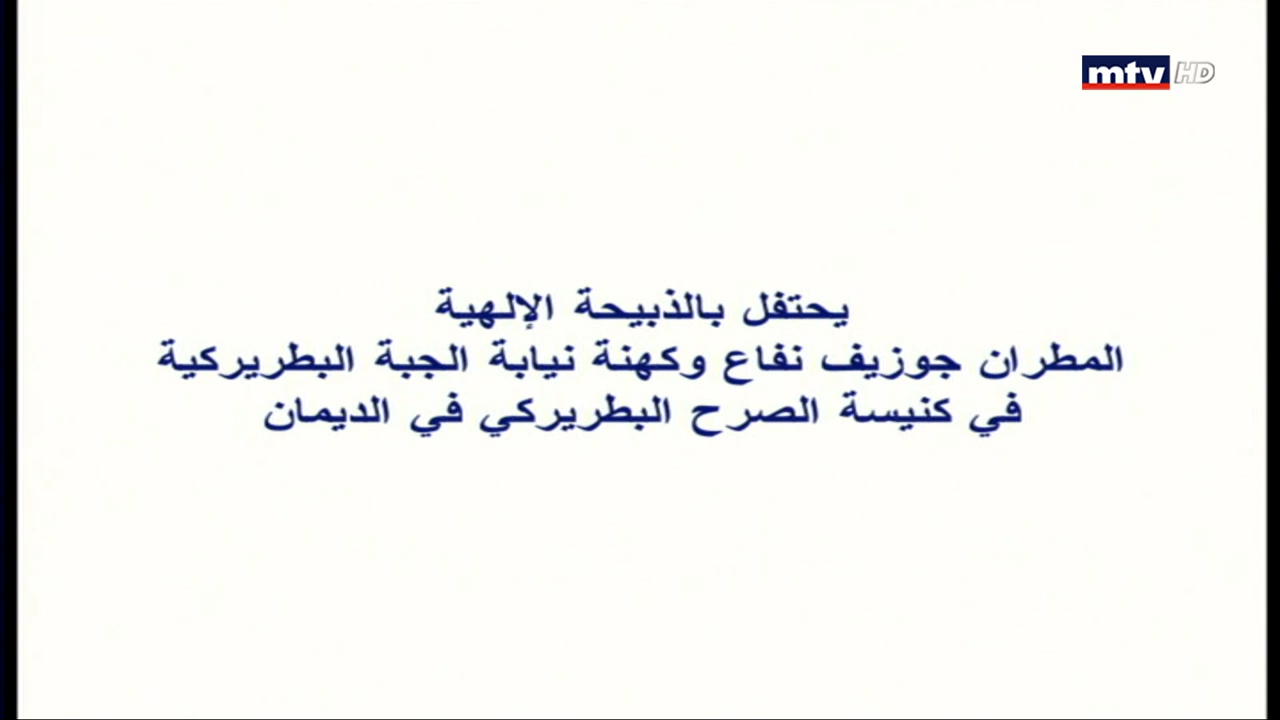 mtv HD
يحتفل بالذبيحة الإلهية
المطران جوزيف نفاع وكهنة نيابة الجبة البطريركية
في كنيسة الصرح البطريركي في الديمان